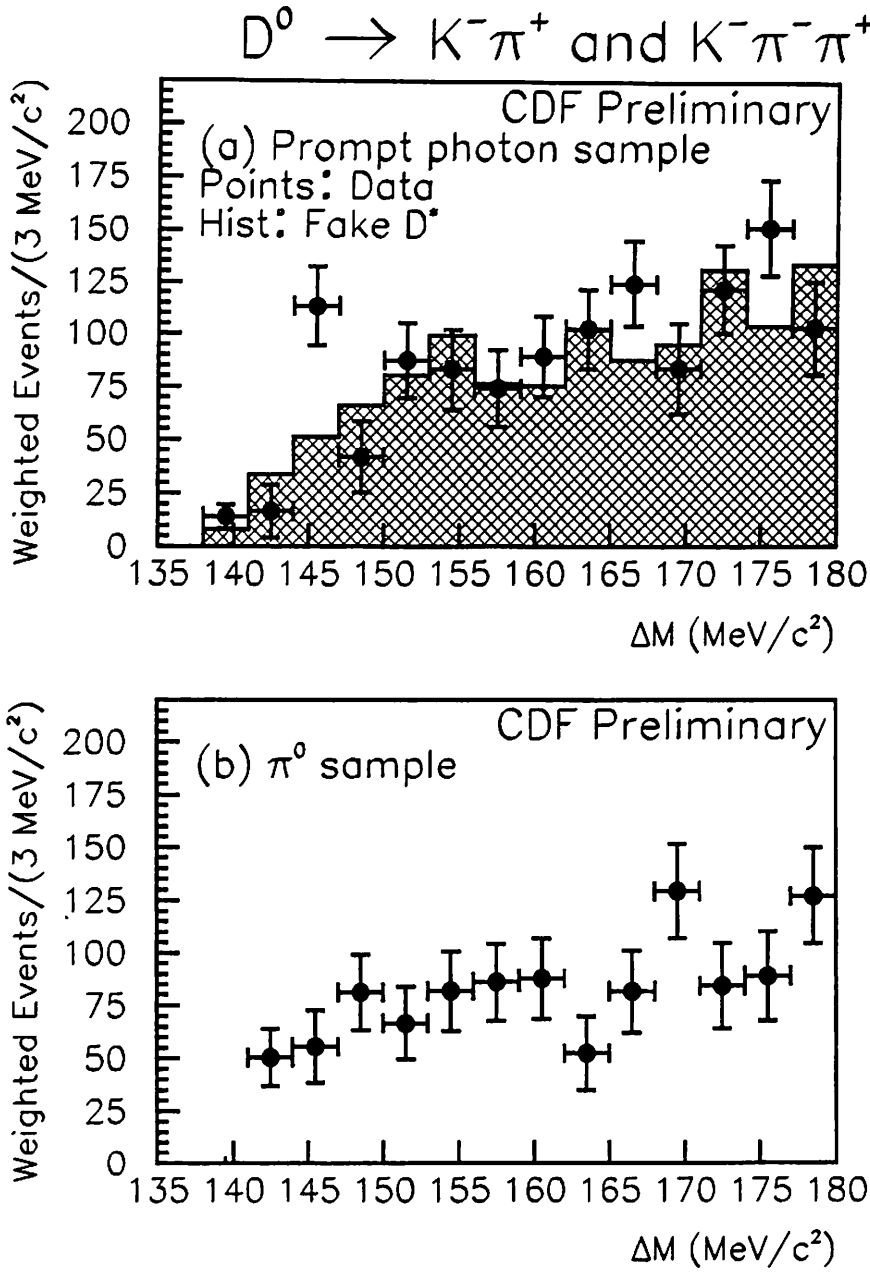 D⁰ → K⁻π⁺ and K⁻π⁻π⁺
CDF Preliminary
(a) Prompt photon sample
Points: Data
Hist: Fake D*
Weighted Events/(3 MeV/c²)
200
175
150
125
100
75
50
25
0
135 140 145 150 155 160 165 170 175 180
ΔM (MeV/c²)
CDF Preliminary
(b) π⁰ sample
Weighted Events/(3 MeV/c²)
200
175
150
125
100
75
50
25
0
135 140 145 150 155 160 165 170 175 180
ΔM (MeV/c²)